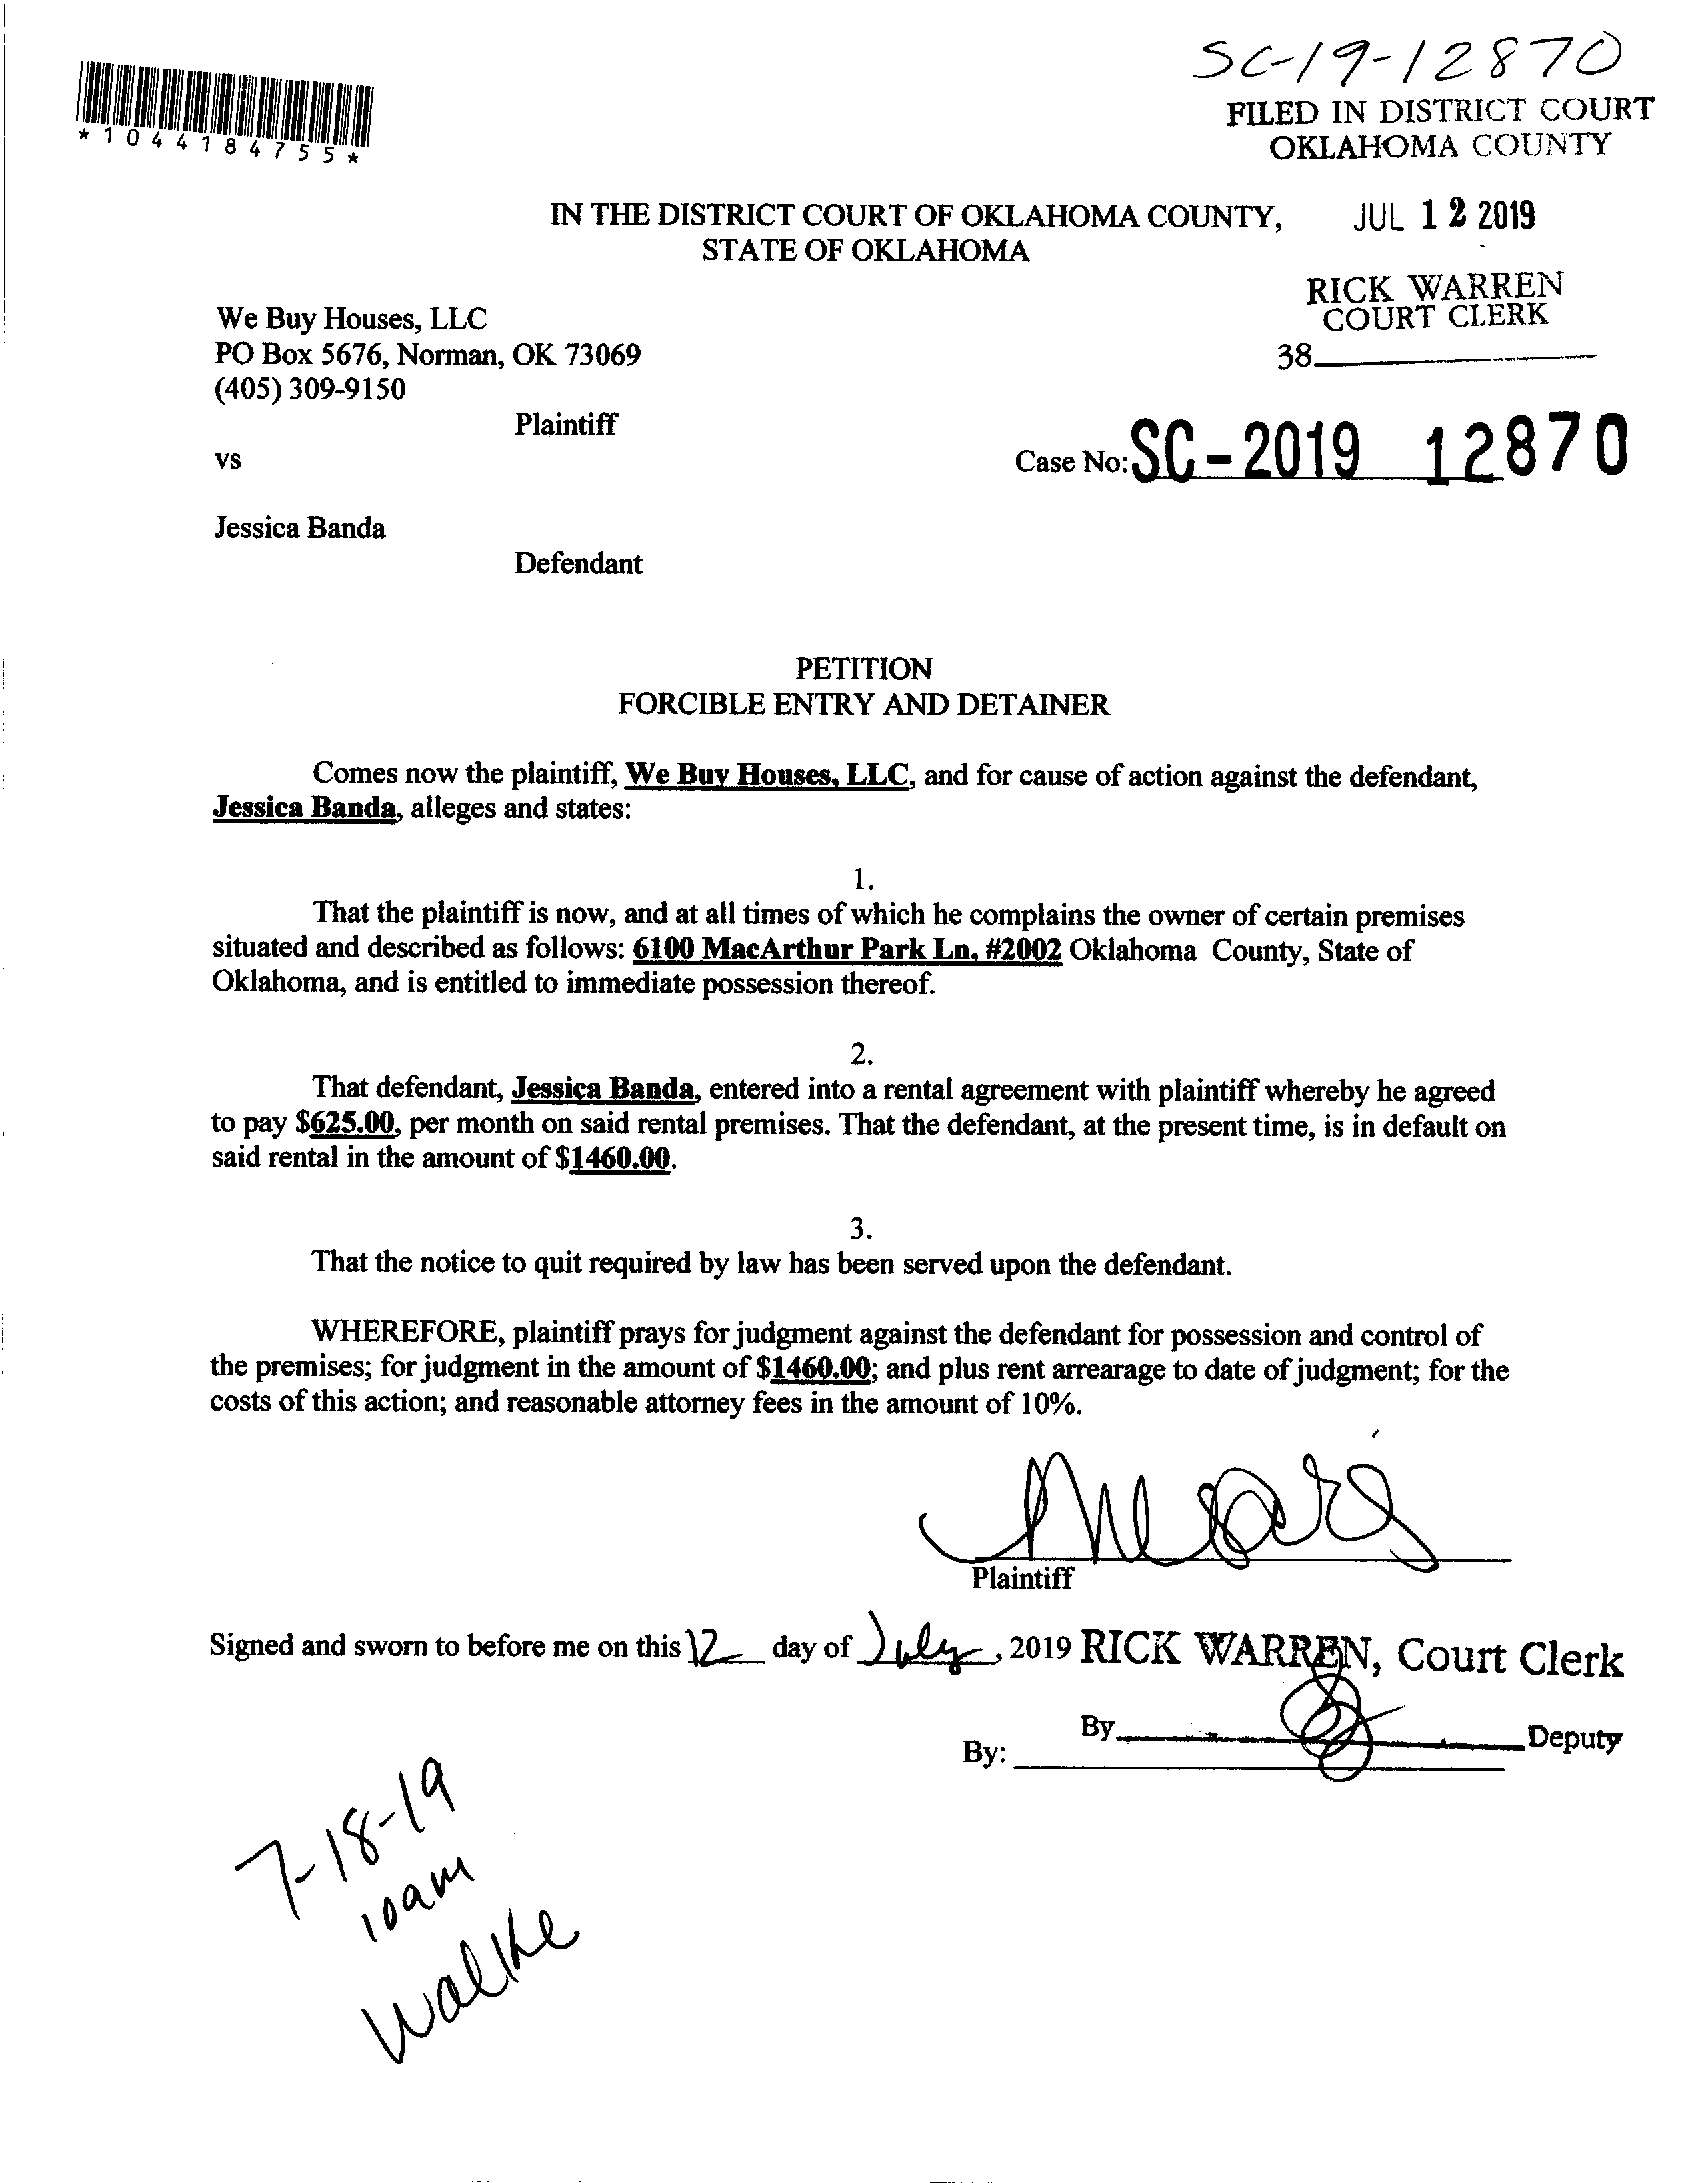 SC-19-12870
FILED IN DISTRICT COURT
OKLAHOMA COUNTY
*1044184755*
IN THE DISTRICT COURT OF OKLAHOMA COUNTY,
STATE OF OKLAHOMA
JUL 12 2019
RICK WARREN
COURT CLERK
38
We Buy Houses, LLC
PO Box 5676, Norman, OK 73069
(405) 309-9150
Plaintiff
vs
Case No: SC-2019 12870
Jessica Banda
Defendant
PETITION
FORCIBLE ENTRY AND DETAINER
Comes now the plaintiff, We Buy Houses, LLC, and for cause of action against the defendant,
Jessica Banda, alleges and states:
1.
That the plaintiff is now, and at all times of which he complains the owner of certain premises
situated and described as follows: 6100 MacArthur Park Ln, #2002 Oklahoma County, State of
Oklahoma, and is entitled to immediate possession thereof.
2.
That defendant, Jessica Banda, entered into a rental agreement with plaintiff whereby he agreed
to pay $625.00, per month on said rental premises. That the defendant, at the present time, is in default on
said rental in the amount of $1460.00.
3.
That the notice to quit required by law has been served upon the defendant.
WHEREFORE, plaintiff prays for judgment against the defendant for possession and control of
the premises; for judgment in the amount of $1460.00; and plus rent arrearage to date of judgment; for the
costs of this action; and reasonable attorney fees in the amount of 10%.
Plaintiff
Signed and sworn to before me on this 12 day of July, 2019 RICK WARREN, Court Clerk
By Deputy
By:
7-18-19
10am
Walke